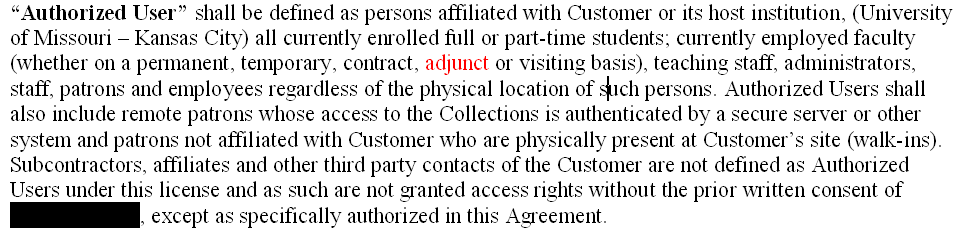 “Authorized User” shall be defined as persons affiliated with Customer or its host institution, (University
of Missouri – Kansas City) all currently enrolled full or part-time students; currently employed faculty
(whether on a permanent, temporary, contract, adjunct or visiting basis), teaching staff, administrators,
staff, patrons and employees regardless of the physical location of such persons. Authorized Users shall
also include remote patrons whose access to the Collections is authenticated by a secure server or other
system and patrons not affiliated with Customer who are physically present at Customer’s site (walk-ins).
Subcontractors, affiliates and other third party contacts of the Customer are not defined as Authorized
Users under this license and as such are not granted access rights without the prior written consent of
, except as specifically authorized in this Agreement.